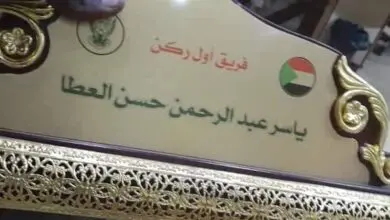 فريق أول ركن
ياسر عبد الرحمن حسن العطا